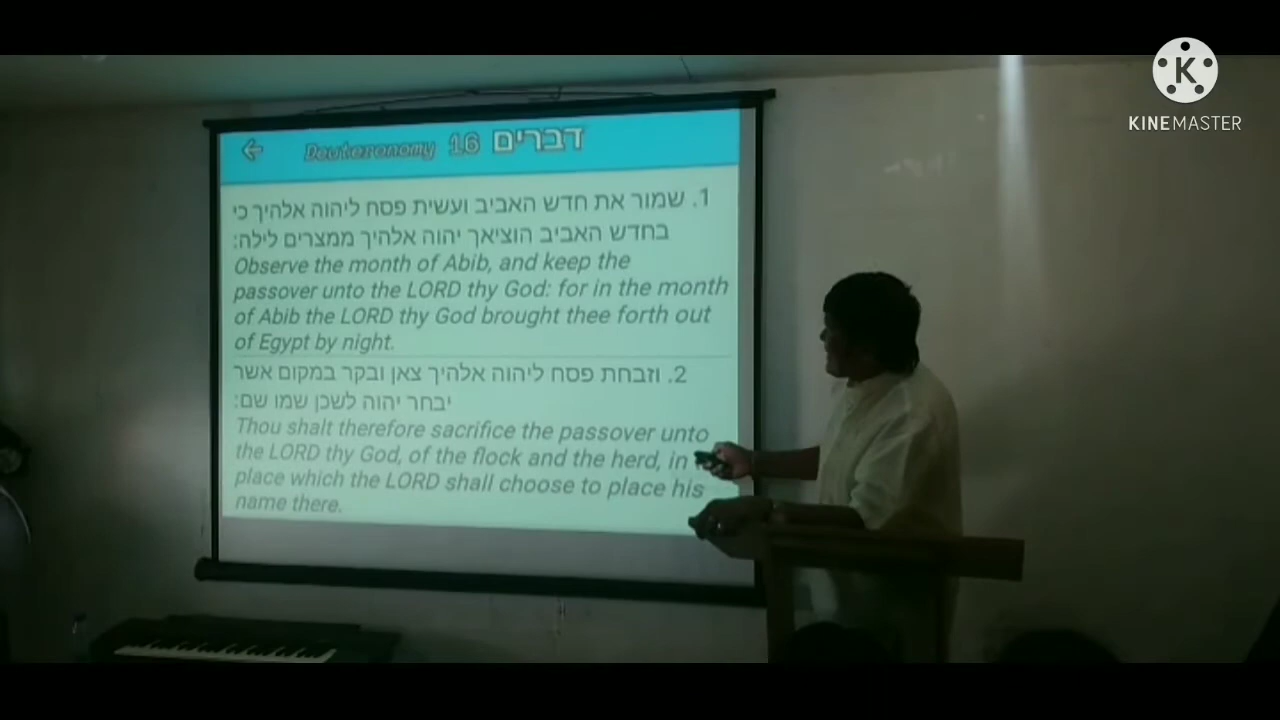 ← Deuteronomy 16 דברים
1. שמור את חדש האביב ועשית פסח ליהוה אלהיך כי
בחדש האביב הוציאך יהוה אלהיך ממצרים לילה:
Observe the month of Abib, and keep the
passover unto the LORD thy God: for in the month
of Abib the LORD thy God brought thee forth out
of Egypt by night.
2. וזבחת פסח ליהוה אלהיך צאן ובקר במקום אשר
יבחר יהוה לשכן שמו שם:
Thou shalt therefore sacrifice the passover unto
the LORD thy God, of the flock and the herd, in
place which the LORD shall choose to place his
name there.
K
KINEMASTER